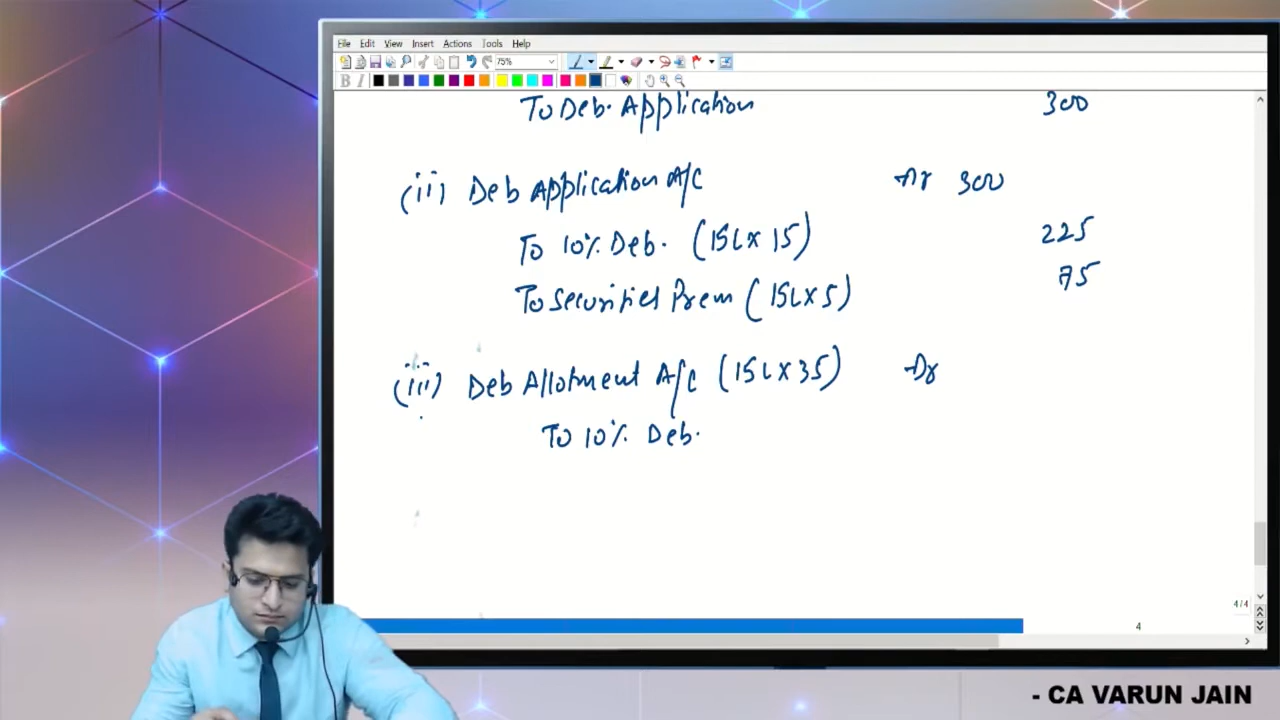 File Edit View Insert Actions Tools Help
75%
B I
To Deb. Application 300
(ii) Deb Application A/c Dr 300
To 10% Deb. (15L x 15) 225
To Securities Prem (15L x 5) 75
(iii) Deb Allotment A/c (15L x 35) Dr
To 10% Deb.
4/4
4
- CA VARUN JAIN